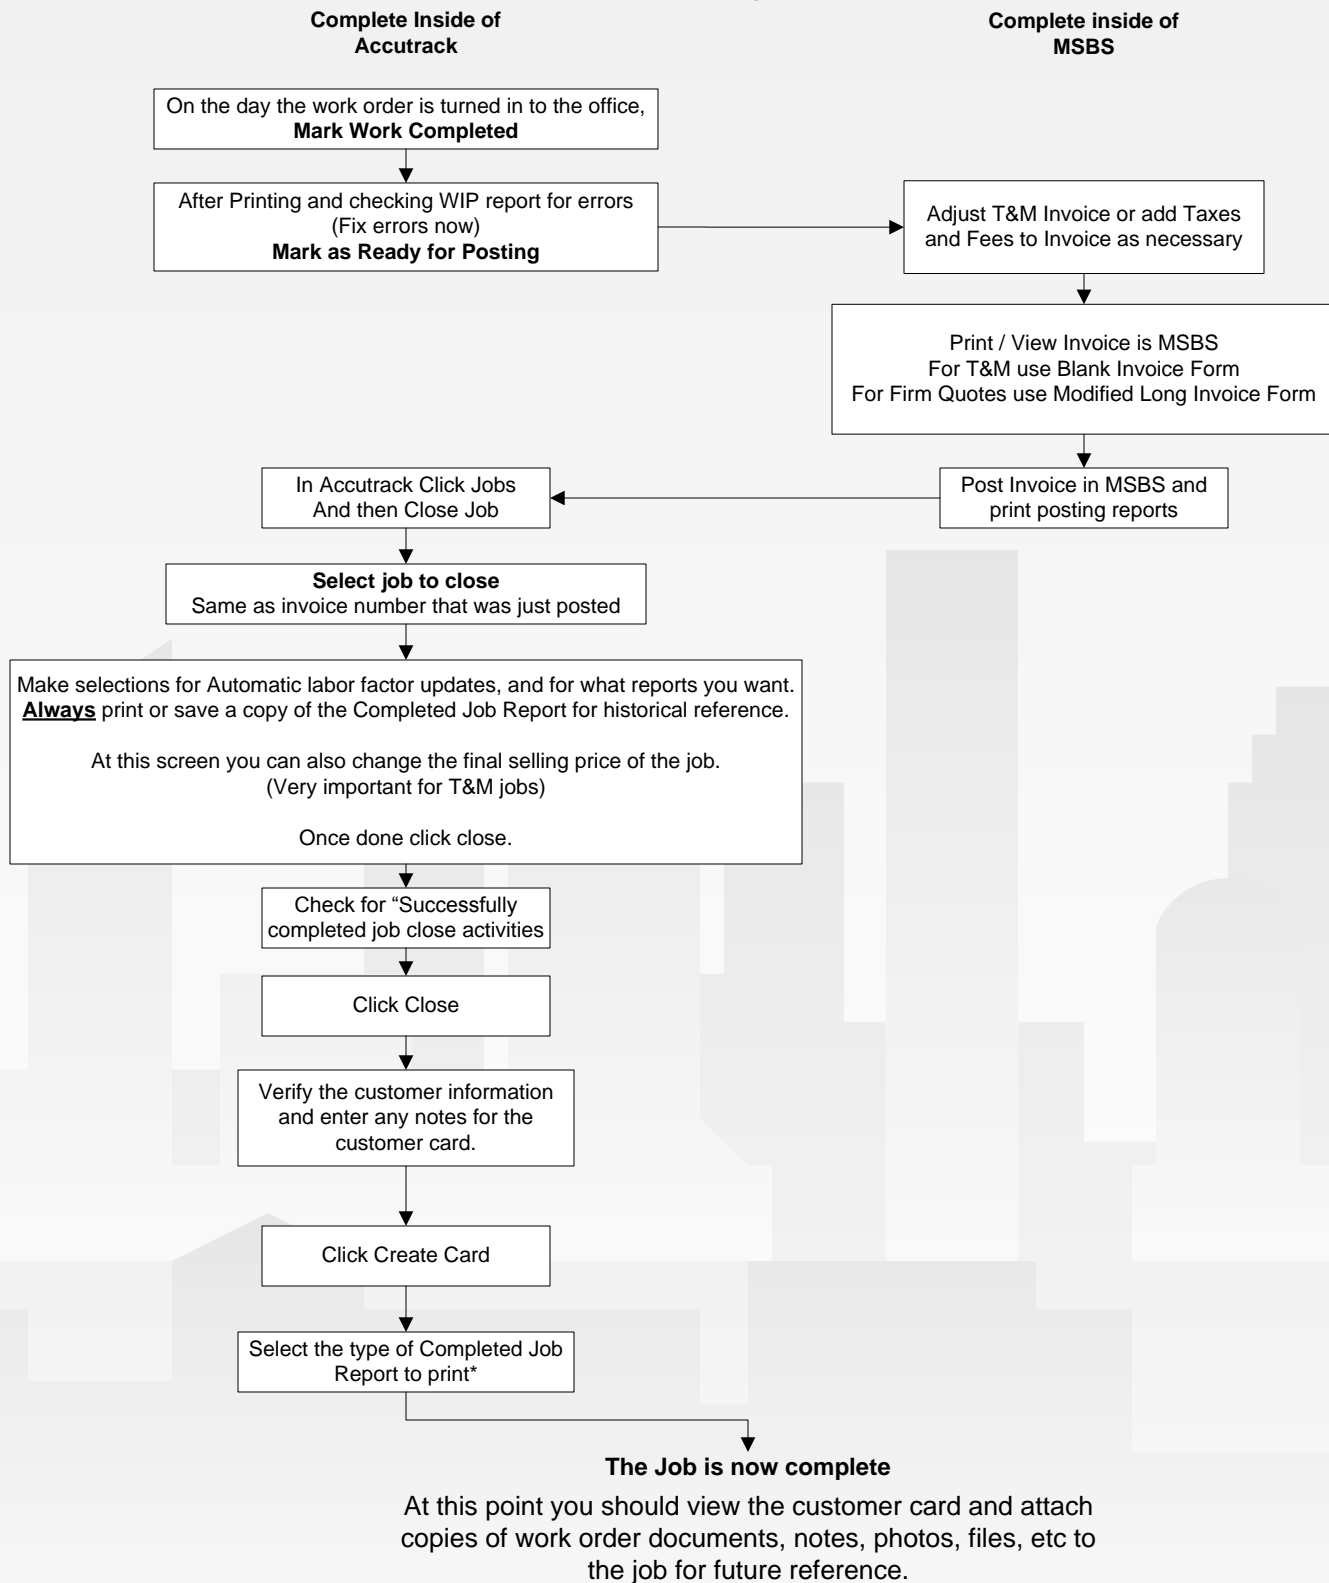 Complete Inside of
Accutrack
Complete inside of
MSBS
On the day the work order is turned in to the office,
Mark Work Completed
After Printing and checking WIP report for errors
(Fix errors now)
Mark as Ready for Posting
Adjust T&M Invoice or add Taxes
and Fees to Invoice as necessary
Print / View Invoice is MSBS
For T&M use Blank Invoice Form
For Firm Quotes use Modified Long Invoice Form
Post Invoice in MSBS and
print posting reports
In Accutrack Click Jobs
And then Close Job
Select job to close
Same as invoice number that was just posted
Make selections for Automatic labor factor updates, and for what reports you want.
Always print or save a copy of the Completed Job Report for historical reference.
At this screen you can also change the final selling price of the job.
(Very important for T&M jobs)
Once done click close.
Check for “Successfully
completed job close activities
Click Close
Verify the customer information
and enter any notes for the
customer card.
Click Create Card
Select the type of Completed Job
Report to print*
The Job is now complete
At this point you should view the customer card and attach
copies of work order documents, notes, photos, files, etc to
the job for future reference.